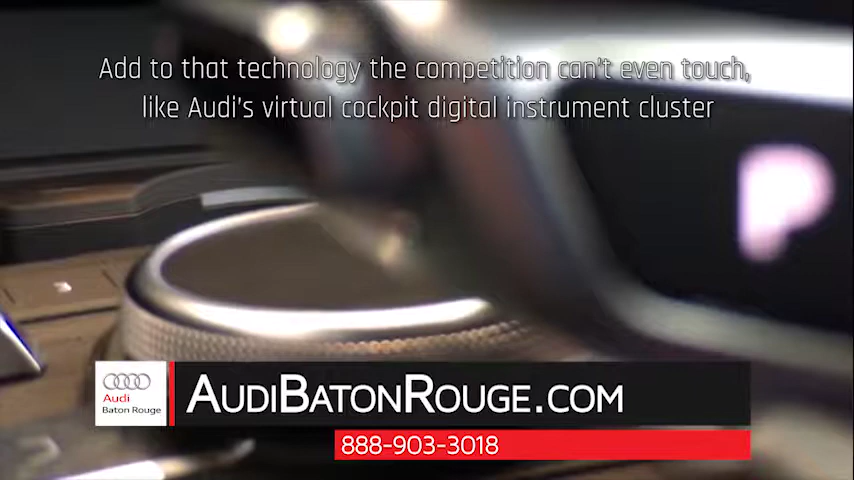 Add to that technology the competition can't even touch,
like Audi's virtual cockpit digital instrument cluster
P
Audi
Baton Rouge
AUDIBATONROUGE.COM
888-903-3018